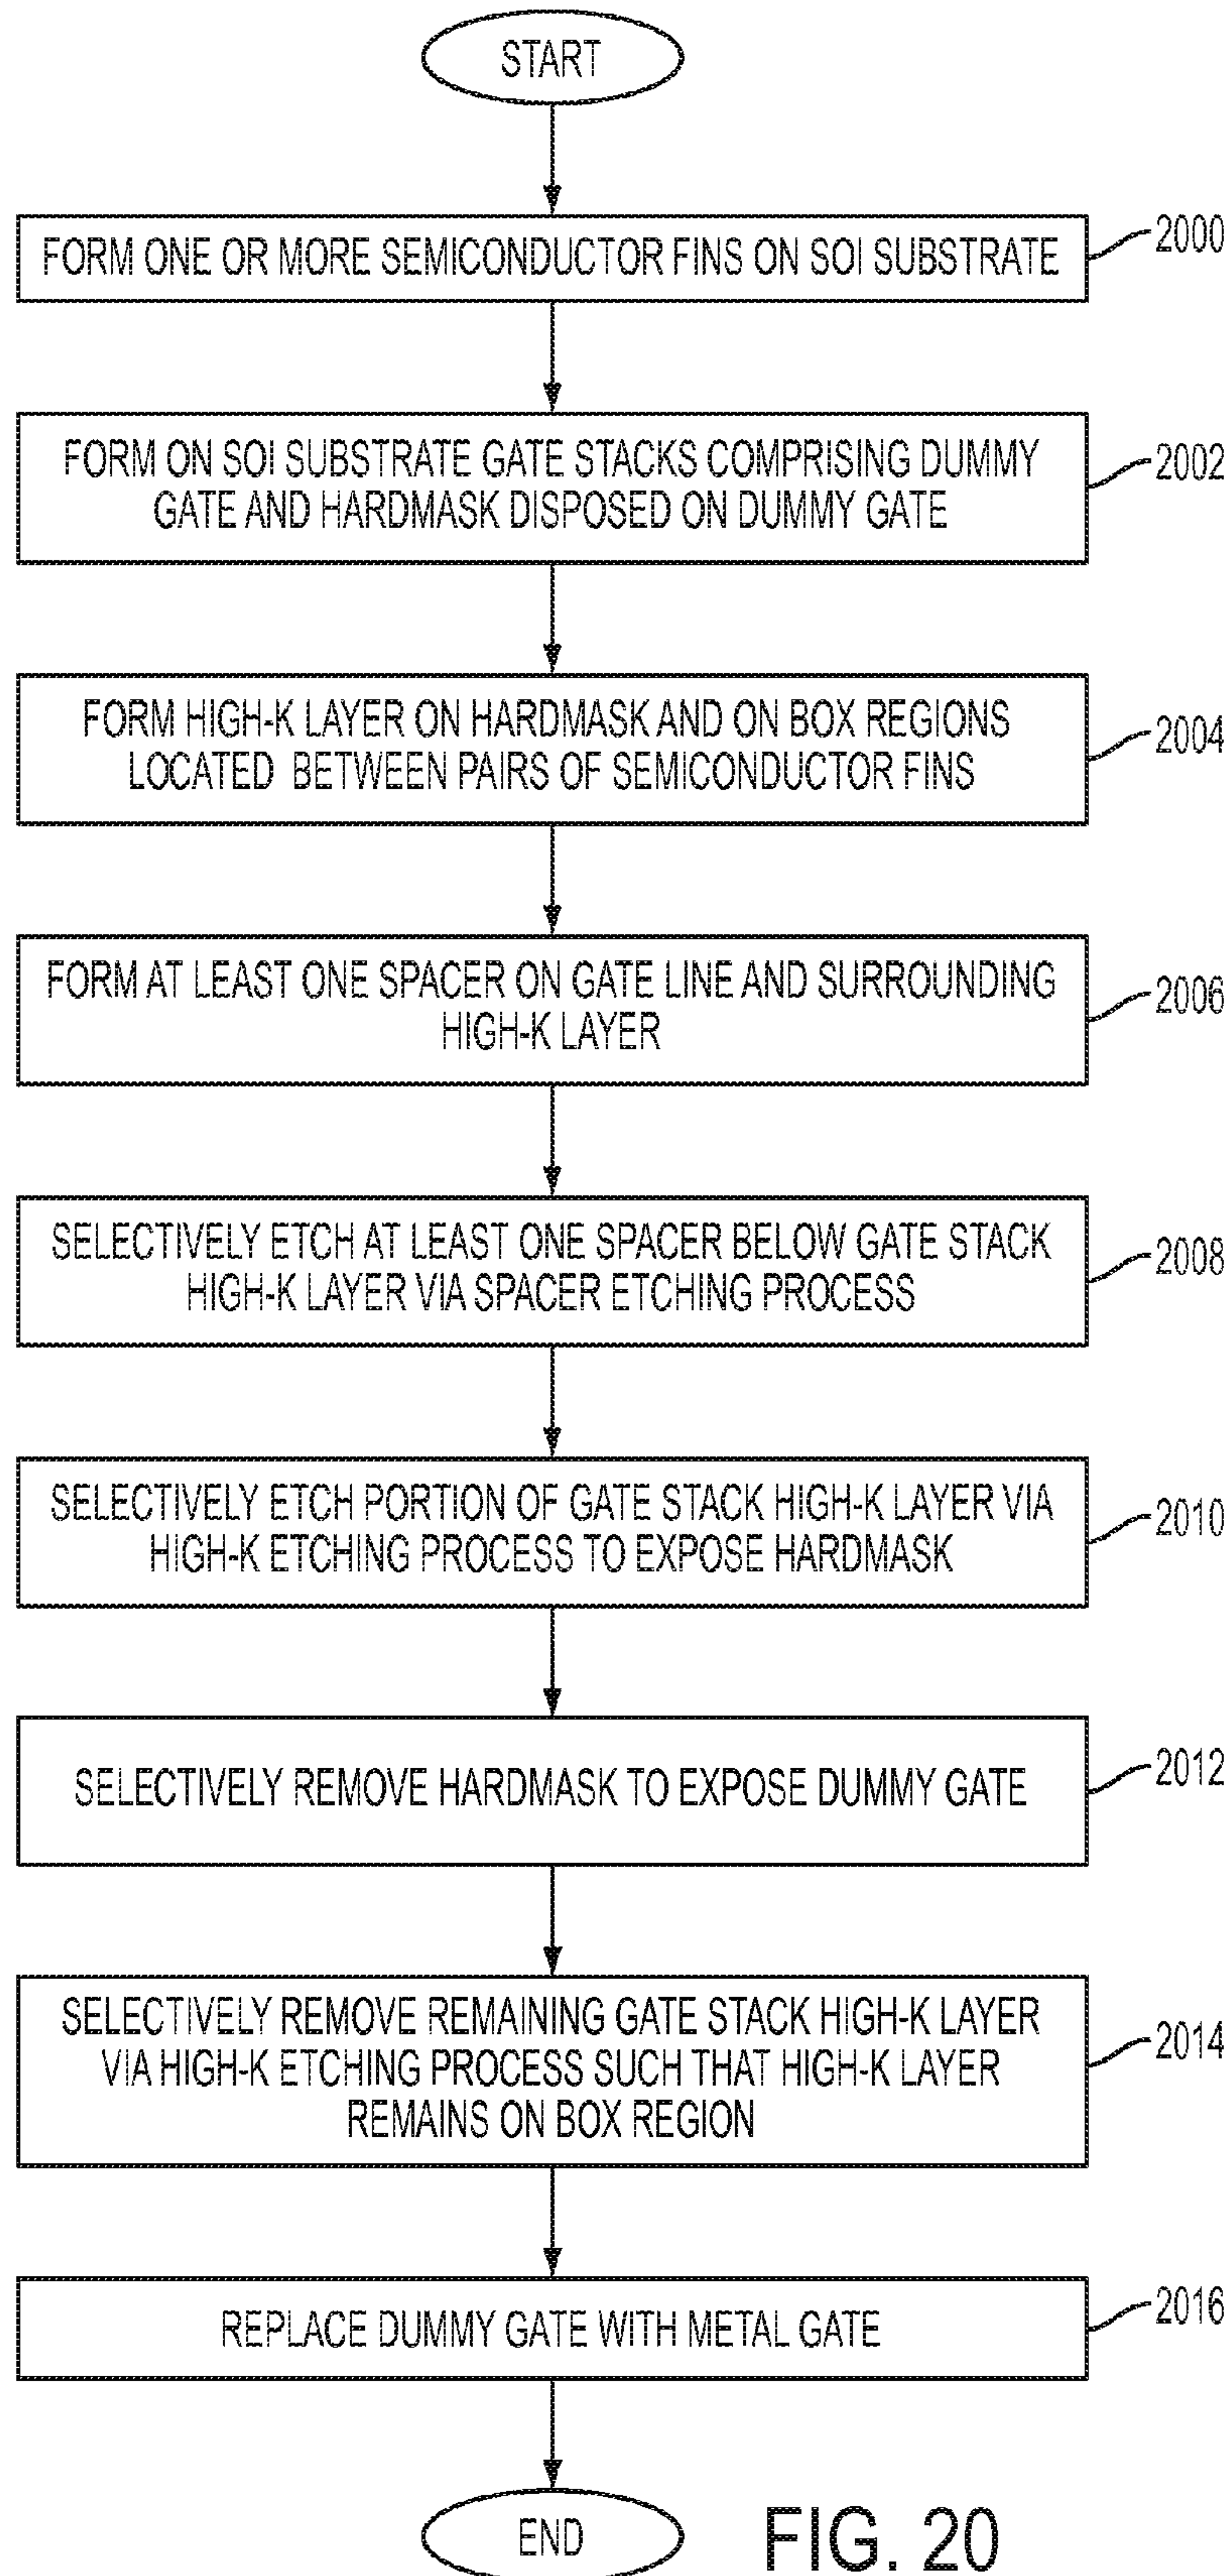 START
FORM ONE OR MORE SEMICONDUCTOR FINS ON SOI SUBSTRATE
2000
FORM ON SOI SUBSTRATE GATE STACKS COMPRISING DUMMY
GATE AND HARDMASK DISPOSED ON DUMMY GATE
2002
FORM HIGH-K LAYER ON HARDMASK AND ON BOX REGIONS
LOCATED BETWEEN PAIRS OF SEMICONDUCTOR FINS
2004
FORM AT LEAST ONE SPACER ON GATE LINE AND SURROUNDING
HIGH-K LAYER
2006
SELECTIVELY ETCH AT LEAST ONE SPACER BELOW GATE STACK
HIGH-K LAYER VIA SPACER ETCHING PROCESS
2008
SELECTIVELY ETCH PORTION OF GATE STACK HIGH-K LAYER VIA
HIGH-K ETCHING PROCESS TO EXPOSE HARDMASK
2010
SELECTIVELY REMOVE HARDMASK TO EXPOSE DUMMY GATE
2012
SELECTIVELY REMOVE REMAINING GATE STACK HIGH-K LAYER
VIA HIGH-K ETCHING PROCESS SUCH THAT HIGH-K LAYER
REMAINS ON BOX REGION
2014
REPLACE DUMMY GATE WITH METAL GATE
2016
END
FIG. 20